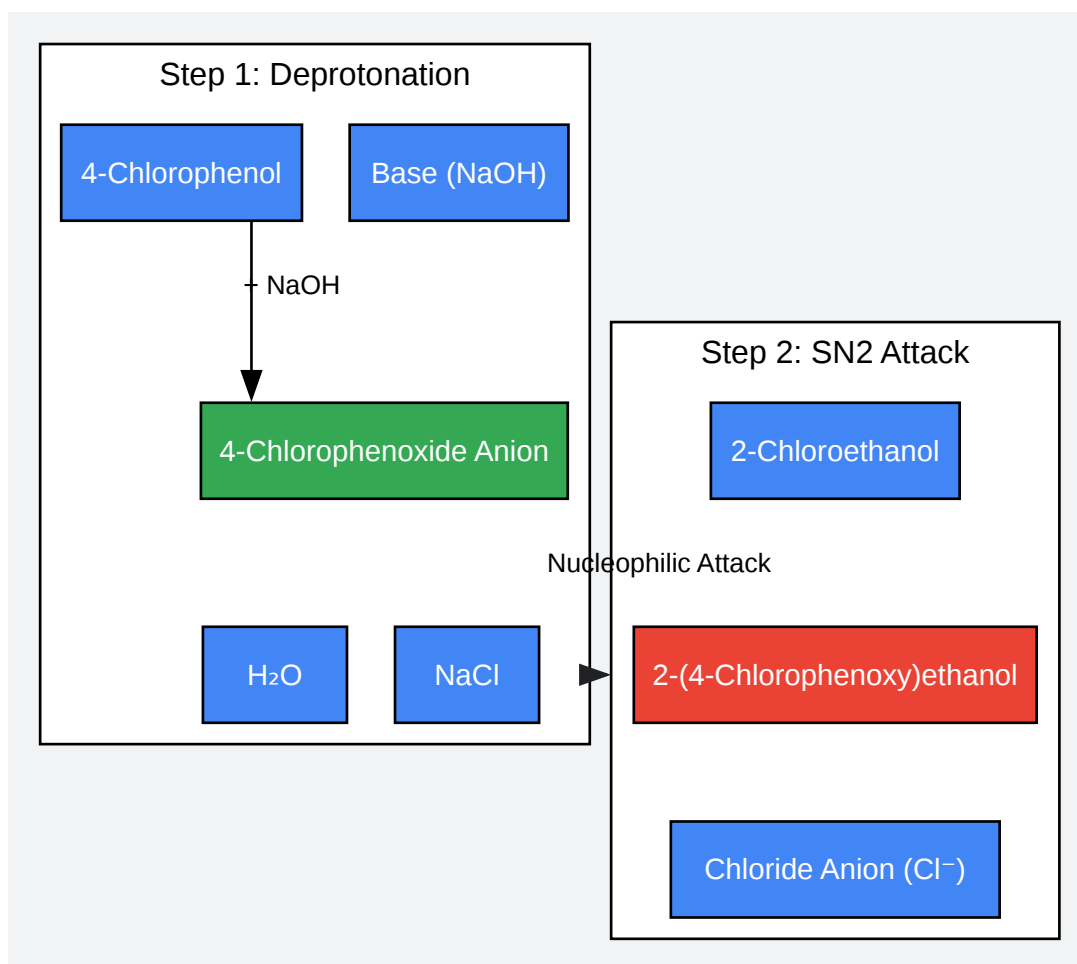 Step 1: Deprotonation
4-Chlorophenol
Base (NaOH)
+ NaOH
4-Chlorophenoxide Anion
H₂O
NaCl
Step 2: SN2 Attack
2-Chloroethanol
Nucleophilic Attack
2-(4-Chlorophenoxy)ethanol
Chloride Anion (Cl⁻)